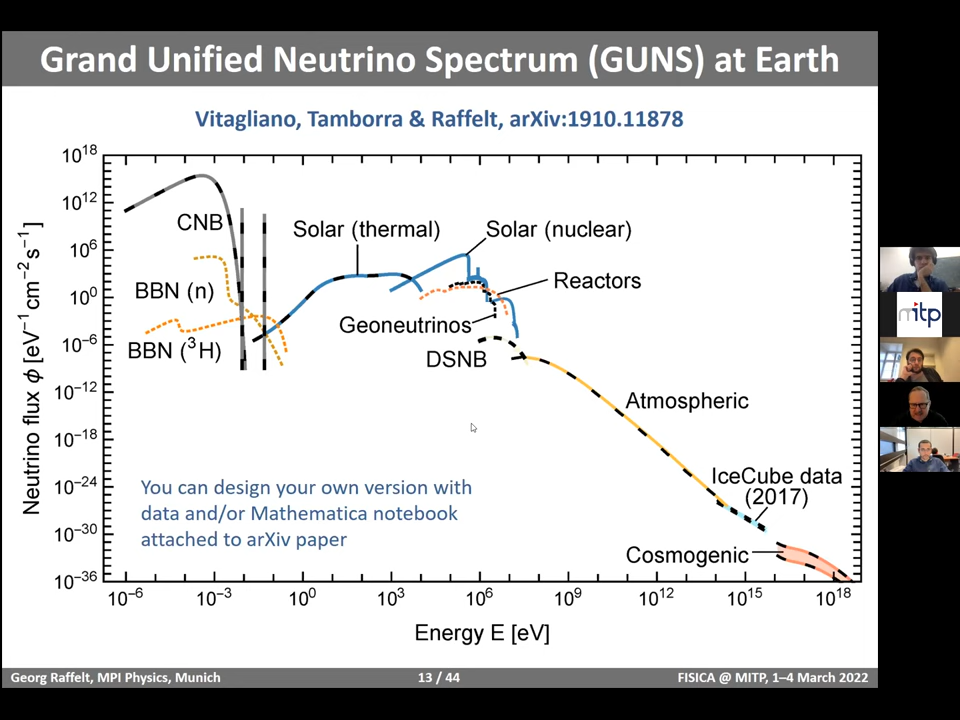 Grand Unified Neutrino Spectrum (GUNS) at Earth
Vitagliano, Tamborra & Raffelt, arXiv:1910.11878
10^18
10^12
10^6
10^0
10^−6
10^−12
10^−18
10^−24
10^−30
10^−36
Neutrino flux ϕ [eV^−1 cm^−2 s^−1]
CNB
Solar (thermal)
Solar (nuclear)
BBN (n)
Reactors
Geoneutrinos
BBN (^3H)
DSNB
Atmospheric
IceCube data
(2017)
Cosmogenic
You can design your own version with
data and/or Mathematica notebook
attached to arXiv paper
10^−6
10^−3
10^0
10^3
10^6
10^9
10^12
10^15
10^18
Energy E [eV]
Georg Raffelt, MPI Physics, Munich
13 / 44
FISICA @ MITP, 1–4 March 2022
mitp